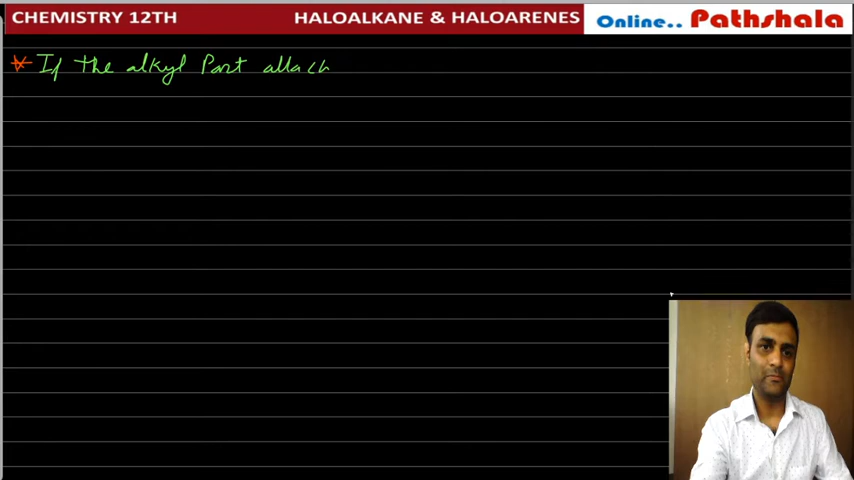 CHEMISTRY 12TH HALOALKANE & HALOARENES Online.. Pathshala
If the alkyl Part attach